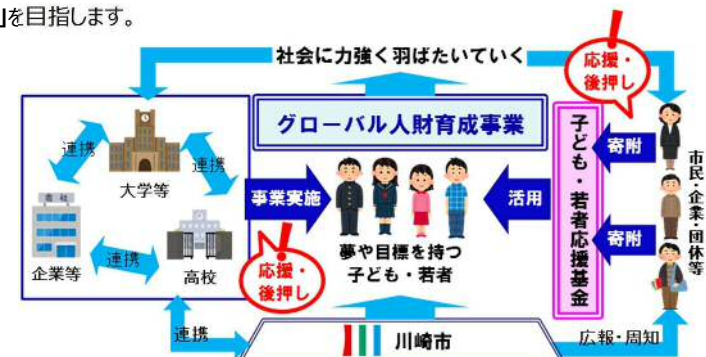 」を目指します。
社会に力強く羽ばたいていく
応援・
後押し
グローバル人財育成事業
連携
連携
大学等
事業実施
活用
子ども・若者応援基金
寄附
寄附
市民・企業・団体等
企業等
連携
高校
夢や目標を持つ
子ども・若者
応援・
後押し
連携
川崎市
広報・周知